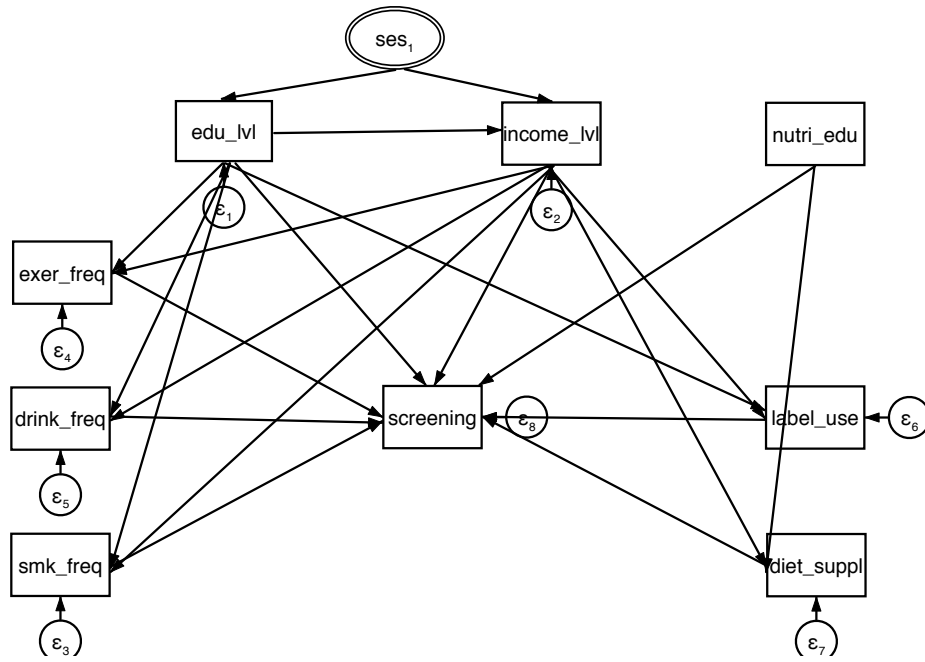 ses₁
edu_lvl
income_lvl
nutri_edu
ε₁
ε₂
exer_freq
ε₄
drink_freq
screening
ε₈
label_use
ε₆
ε₅
smk_freq
diet_suppl
ε₃
ε₇